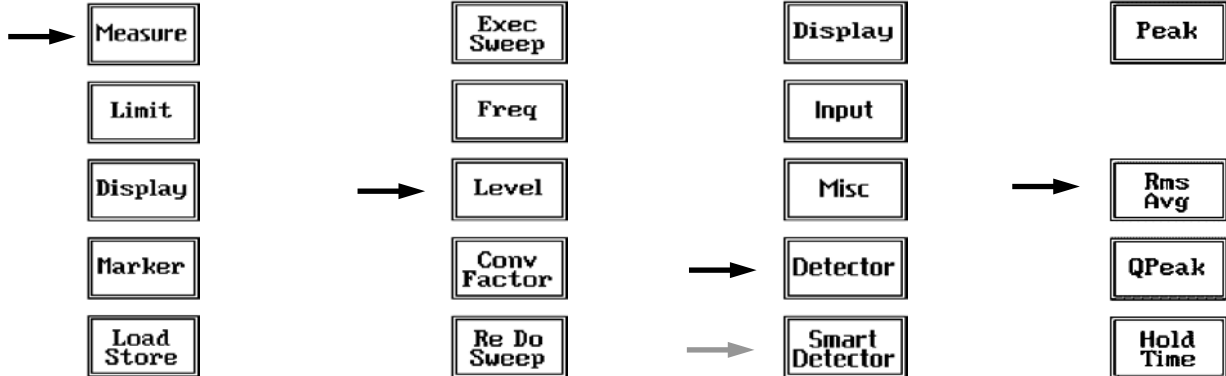 Measure
Limit
Display
Marker
Load
Store
Exec
Sweep
Freq
Level
Conv
Factor
Re Do
Sweep
Display
Input
Misc
Detector
Smart
Detector
Peak
Rms
Avg
QPeak
Hold
Time